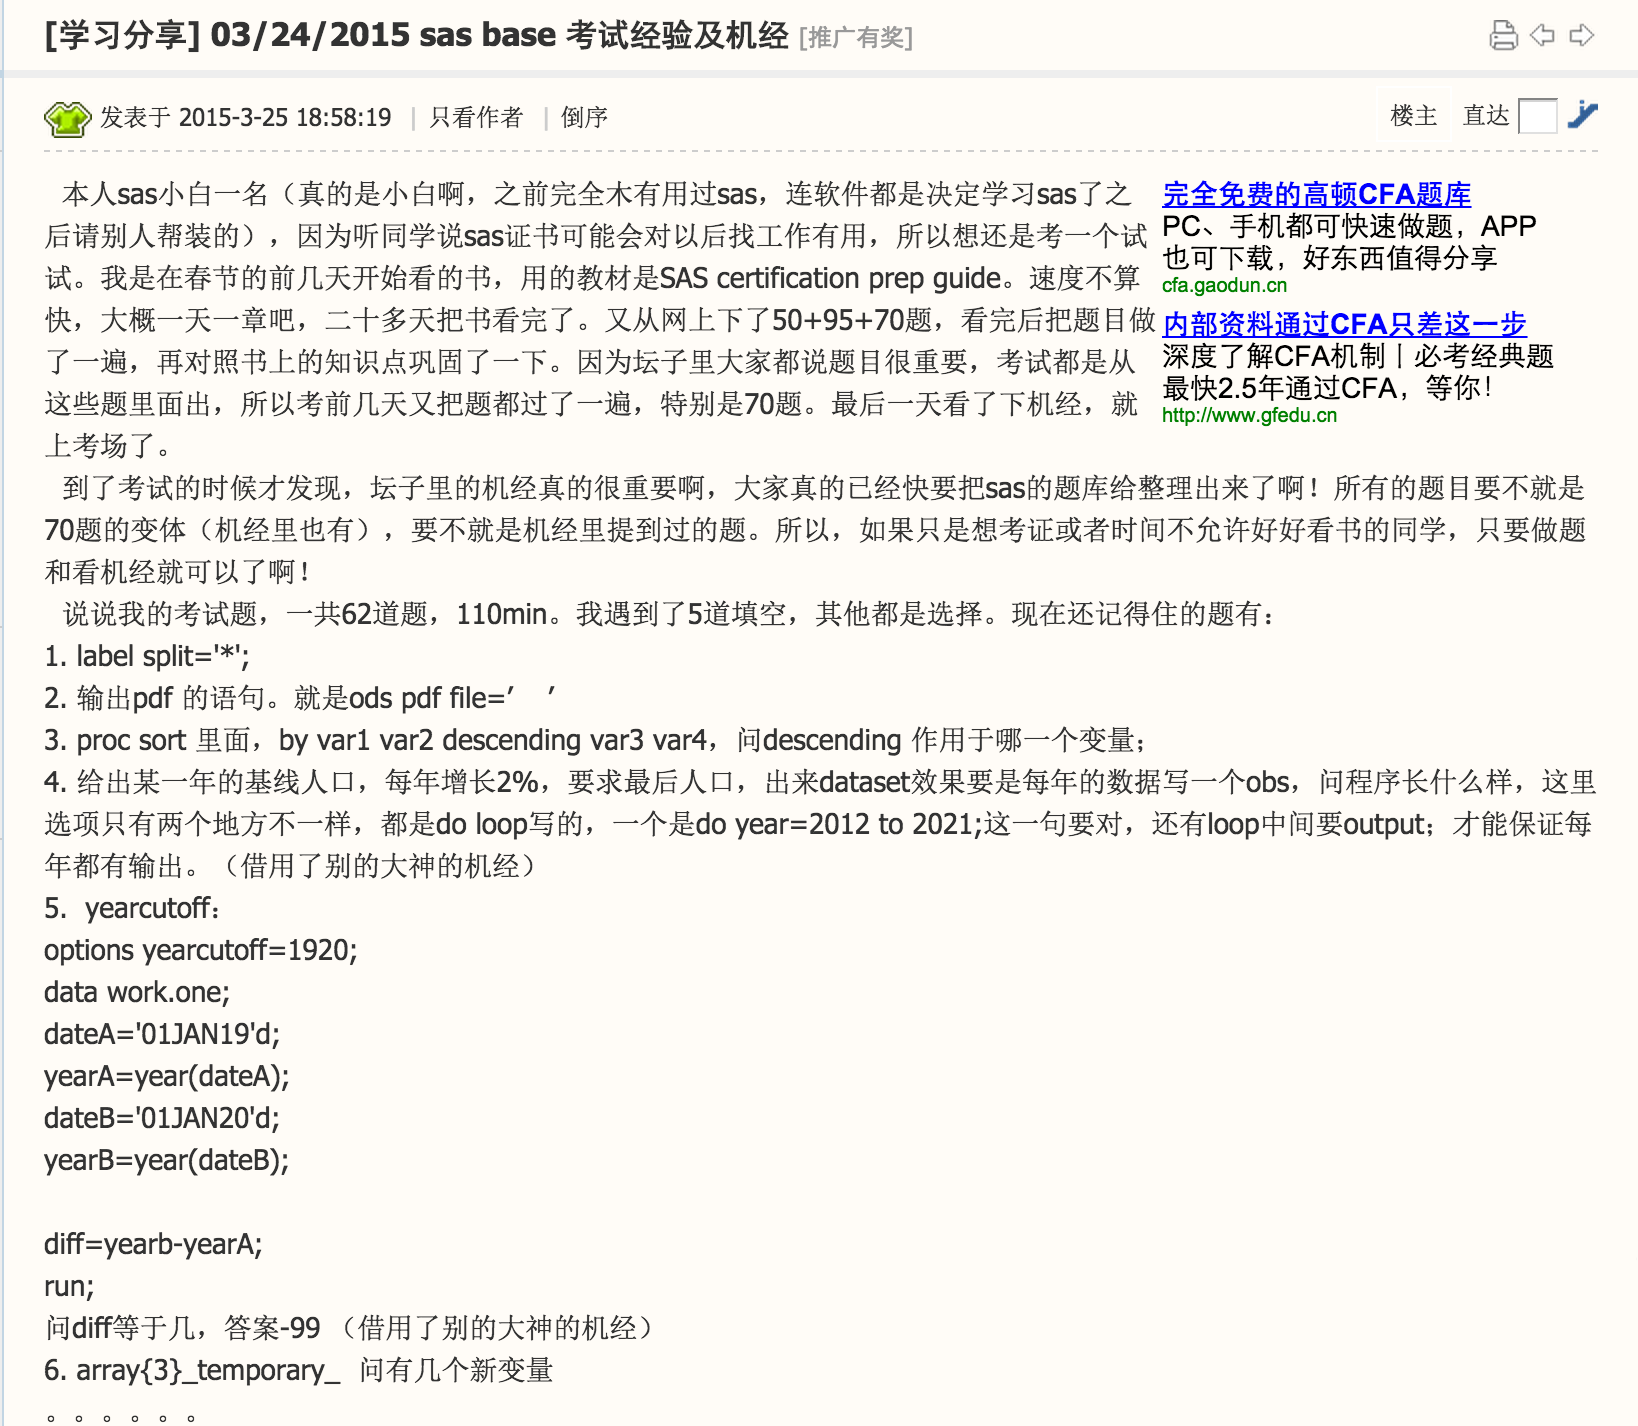 [学习分享] 03/24/2015 sas base 考试经验及机经 [推广有奖]
发表于 2015-3-25 18:58:19 | 只看作者 | 倒序
楼主 直达
本人sas小白一名（真的是小白啊，之前完全木有用过sas，连软件都是决定学习sas了之
后请别人帮装的），因为听同学说sas证书可能会对以后找工作有用，所以想还是考一个试
试。我是在春节的前几天开始看的书，用的教材是SAS certification prep guide。速度不算
快，大概一天一章吧，二十多天把书看完了。又从网上下了50+95+70题，看完后把题目做
了一遍，再对照书上的知识点巩固了一下。因为坛子里大家都说题目很重要，考试都是从
这些题里面出，所以考前几天又把题都过了一遍，特别是70题。最后一天看了下机经，就
上考场了。
完全免费的高顿CFA题库
PC、手机都可快速做题，APP
也可下载，好东西值得分享
cfa.gaodun.cn
内部资料通过CFA只差这一步
深度了解CFA机制丨必考经典题
最快2.5年通过CFA，等你！
http://www.gfedu.cn
到了考试的时候才发现，坛子里的机经真的很重要啊，大家真的已经快要把sas的题库给整理出来了啊！所有的题目要不就是
70题的变体（机经里也有），要不就是机经里提到过的题。所以，如果只是想考证或者时间不允许好好看书的同学，只要做题
和看机经就可以了啊！
说说我的考试题，一共62道题，110min。我遇到了5道填空，其他都是选择。现在还记得住的题有：
1. label split='*';
2. 输出pdf 的语句。就是ods pdf file=′ ′
3. proc sort 里面，by var1 var2 descending var3 var4，问descending 作用于哪一个变量；
4. 给出某一年的基线人口，每年增长2%，要求最后人口，出来dataset效果要是每年的数据写一个obs，问程序长什么样，这里
选项只有两个地方不一样，都是do loop写的，一个是do year=2012 to 2021;这一句要对，还有loop中间要output；才能保证每
年都有输出。（借用了别的大神的机经）
5. yearcutoff：
options yearcutoff=1920;
data work.one;
dateA='01JAN19'd;
yearA=year(dateA);
dateB='01JAN20'd;
yearB=year(dateB);
diff=yearb-yearA;
run;
问diff等于几，答案-99 （借用了别的大神的机经）
6. array{3}_temporary_ 问有几个新变量
。。。。。。